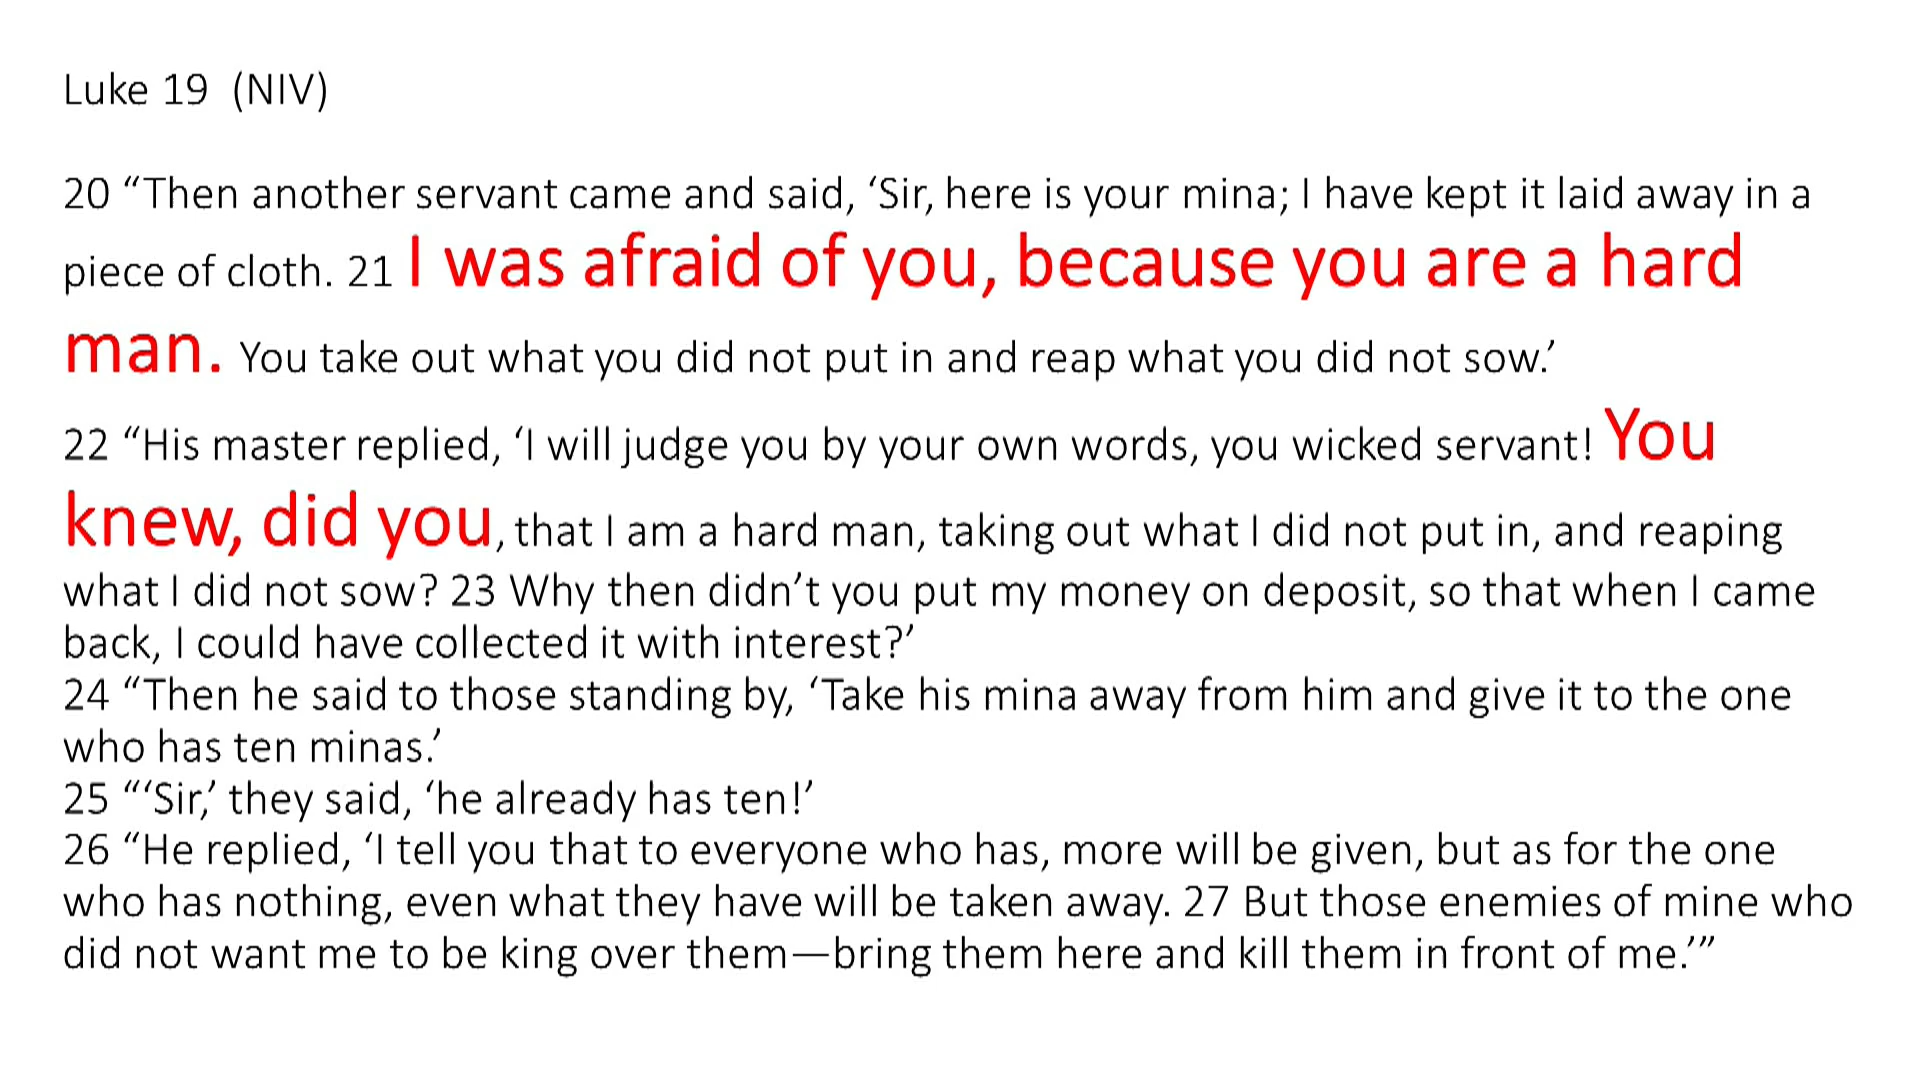 Luke 19  (NIV)
20 “Then another servant came and said, ‘Sir, here is your mina; I have kept it laid away in a
piece of cloth. 21 I was afraid of you, because you are a hard
man. You take out what you did not put in and reap what you did not sow.’
22 “His master replied, ‘I will judge you by your own words, you wicked servant! You
knew, did you, that I am a hard man, taking out what I did not put in, and reaping
what I did not sow? 23 Why then didn’t you put my money on deposit, so that when I came
back, I could have collected it with interest?’
24 “Then he said to those standing by, ‘Take his mina away from him and give it to the one
who has ten minas.’
25 “‘Sir,’ they said, ‘he already has ten!’
26 “He replied, ‘I tell you that to everyone who has, more will be given, but as for the one
who has nothing, even what they have will be taken away. 27 But those enemies of mine who
did not want me to be king over them—bring them here and kill them in front of me.’”